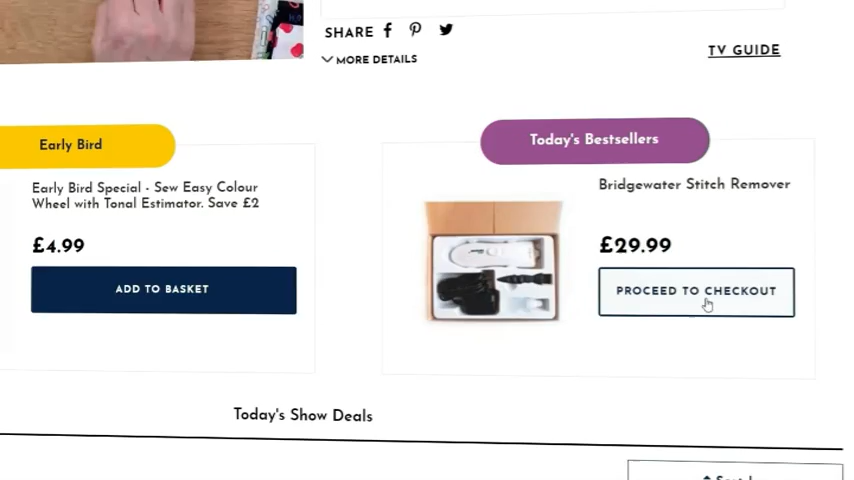 SHARE
MORE DETAILS
TV GUIDE
Early Bird
Early Bird Special - Sew Easy Colour
Wheel with Tonal Estimator. Save £2
£4.99
ADD TO BASKET
Today's Bestsellers
Bridgewater Stitch Remover
£29.99
PROCEED TO CHECKOUT
Today's Show Deals